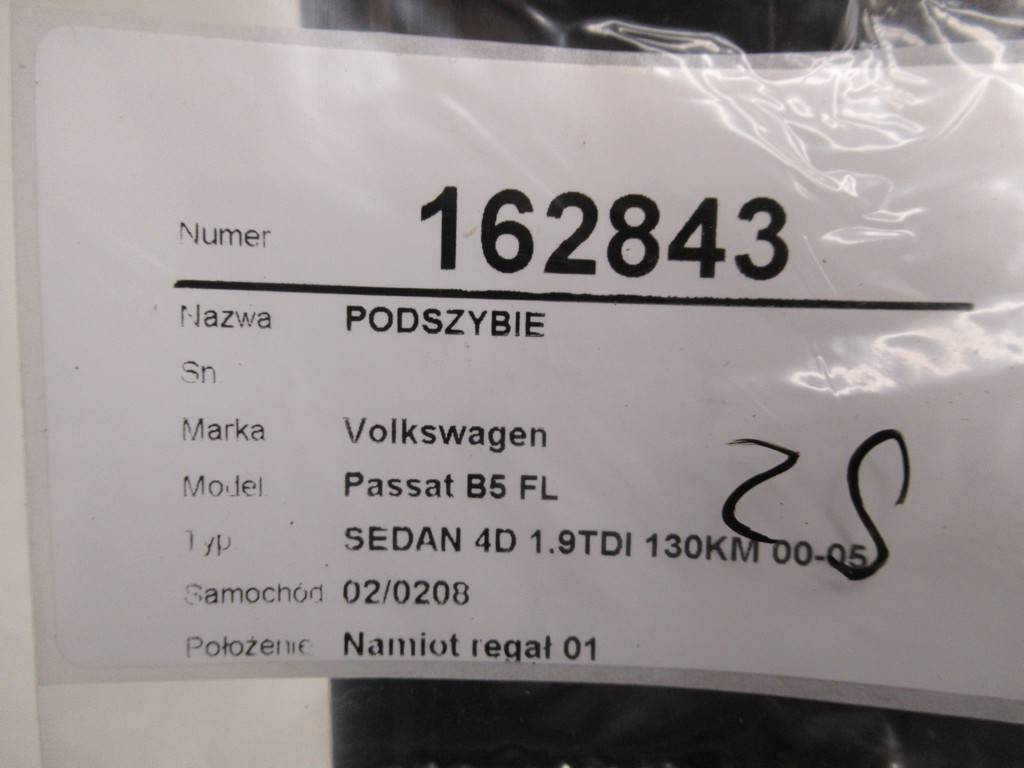 Numer 162843
Nazwa PODSZYBIE
Sn
Marka Volkswagen
Model Passat B5 FL
Typ SEDAN 4D 1.9TDI 130KM 00-05
Samochód 02/0208
Położenie Namiot regał 01